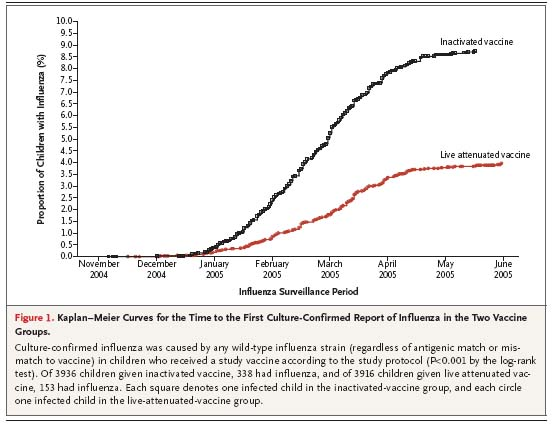 10.0
9.5
9.0
8.5
8.0
7.5
7.0
6.5
6.0
5.5
5.0
4.5
4.0
3.5
3.0
2.5
2.0
1.5
1.0
0.5
0.0
Proportion of Children with Influenza (%)
Inactivated vaccine
Live attenuated vaccine
November December January February March April May June
2004 2004 2005 2005 2005 2005 2005 2005
Influenza Surveillance Period
Figure 1. Kaplan–Meier Curves for the Time to the First Culture-Confirmed Report of Influenza in the Two Vaccine
Groups.
Culture-confirmed influenza was caused by any wild-type influenza strain (regardless of antigenic match or mis-
match to vaccine) in children who received a study vaccine according to the study protocol (P<0.001 by the log-rank
test). Of 3936 children given inactivated vaccine, 338 had influenza, and of 3916 children given live attenuated vac-
cine, 153 had influenza. Each square denotes one infected child in the inactivated-vaccine group, and each circle
one infected child in the live-attenuated-vaccine group.